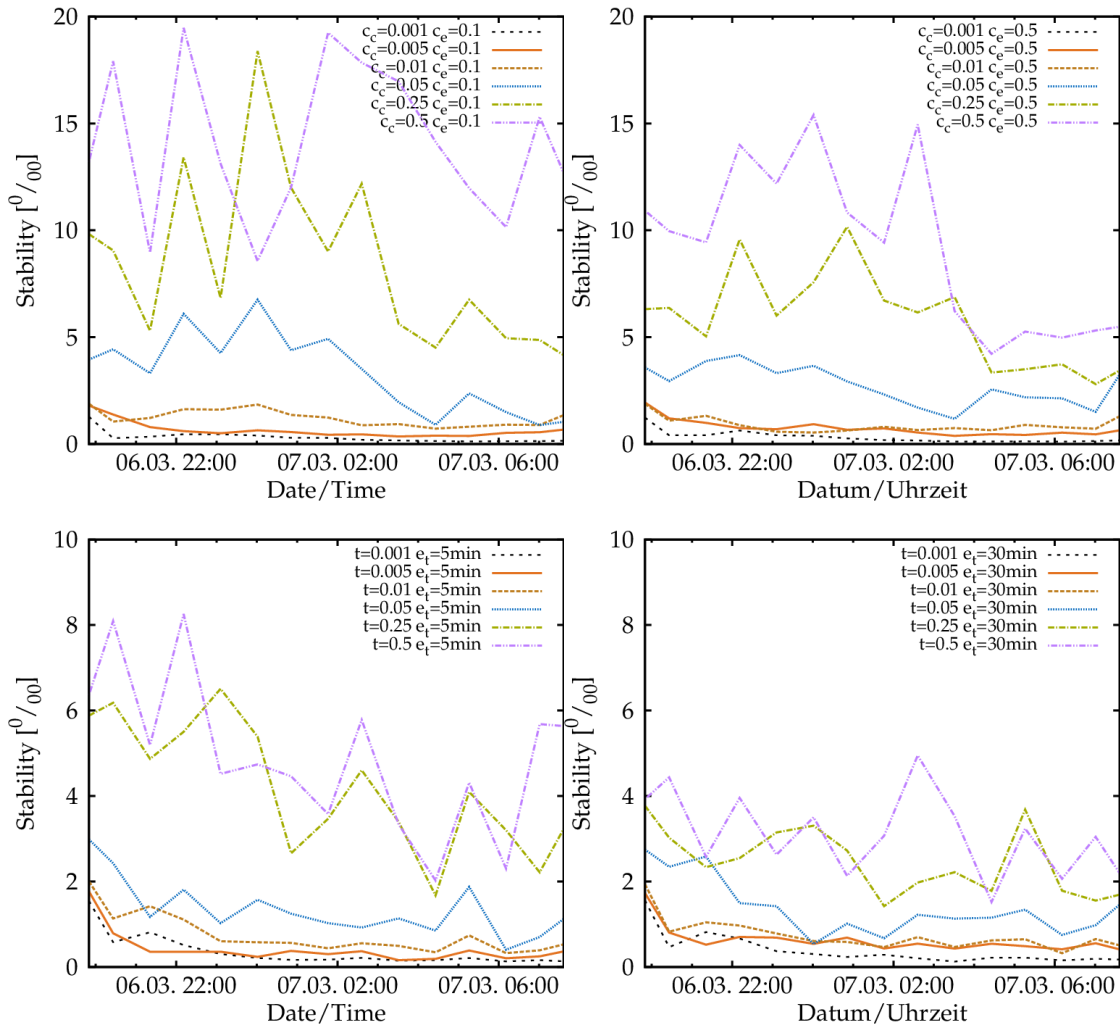 20
15
10
5
0
Stability [⁰/₀₀]
c_c=0.001 c_e=0.1
c_c=0.005 c_e=0.1
c_c=0.01 c_e=0.1
c_c=0.05 c_e=0.1
c_c=0.25 c_e=0.1
c_c=0.5 c_e=0.1
06.03. 22:00 07.03. 02:00 07.03. 06:00
Date/Time
20
15
10
5
0
Stability [⁰/₀₀]
c_c=0.001 c_e=0.5
c_c=0.005 c_e=0.5
c_c=0.01 c_e=0.5
c_c=0.05 c_e=0.5
c_c=0.25 c_e=0.5
c_c=0.5 c_e=0.5
06.03. 22:00 07.03. 02:00 07.03. 06:00
Datum/Uhrzeit
10
8
6
4
2
0
Stability [⁰/₀₀]
t=0.001 e_t=5min
t=0.005 e_t=5min
t=0.01 e_t=5min
t=0.05 e_t=5min
t=0.25 e_t=5min
t=0.5 e_t=5min
06.03. 22:00 07.03. 02:00 07.03. 06:00
Date/Time
10
8
6
4
2
0
Stability [⁰/₀₀]
t=0.001 e_t=30min
t=0.005 e_t=30min
t=0.01 e_t=30min
t=0.05 e_t=30min
t=0.25 e_t=30min
t=0.5 e_t=30min
06.03. 22:00 07.03. 02:00 07.03. 06:00
Datum/Uhrzeit